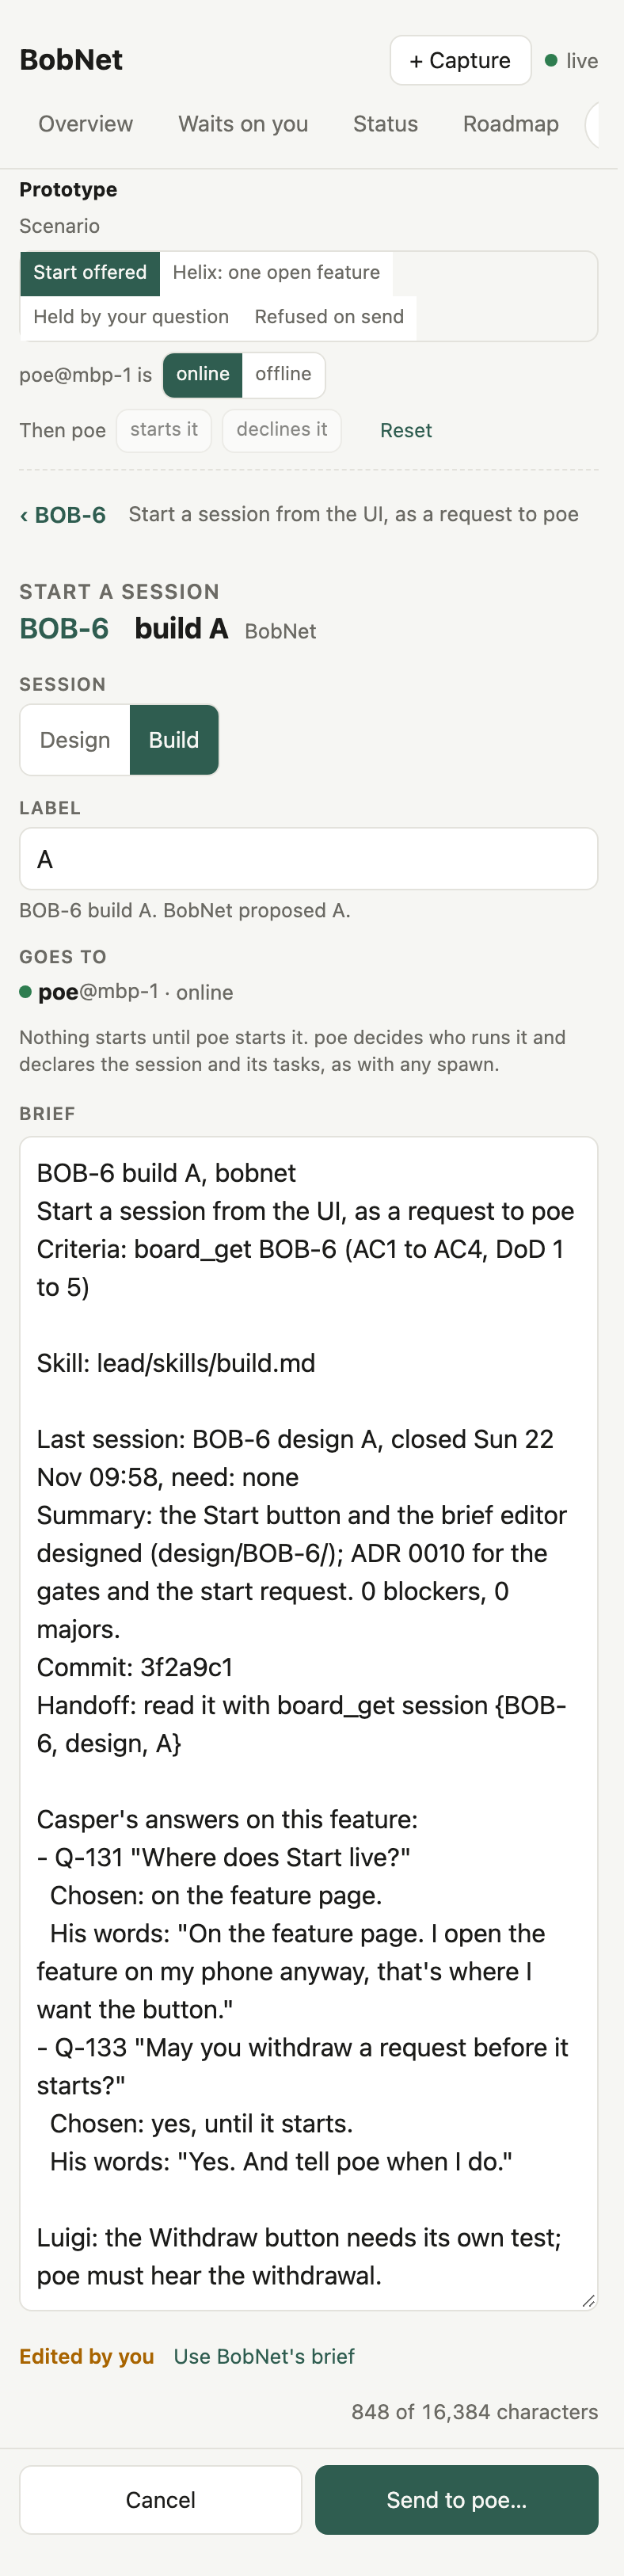 BobNet
+ Capture
live
Overview
Waits on you
Status
Roadmap
Prototype
Scenario
Start offered
Helix: one open feature
Held by your question
Refused on send
poe@mbp-1 is
online
offline
Then poe
starts it
declines it
Reset
‹ BOB-6
Start a session from the UI, as a request to poe
START A SESSION
BOB-6 build A BobNet
SESSION
Design
Build
LABEL
A
BOB-6 build A. BobNet proposed A.
GOES TO
poe@mbp-1 · online
Nothing starts until poe starts it. poe decides who runs it and
declares the session and its tasks, as with any spawn.
BRIEF
BOB-6 build A, bobnet
Start a session from the UI, as a request to poe
Criteria: board_get BOB-6 (AC1 to AC4, DoD 1
to 5)
Skill: lead/skills/build.md
Last session: BOB-6 design A, closed Sun 22
Nov 09:58, need: none
Summary: the Start button and the brief editor
designed (design/BOB-6/); ADR 0010 for the
gates and the start request. 0 blockers, 0
majors.
Commit: 3f2a9c1
Handoff: read it with board_get session {BOB-
6, design, A}
Casper's answers on this feature:
- Q-131 "Where does Start live?"
Chosen: on the feature page.
His words: "On the feature page. I open the
feature on my phone anyway, that's where I
want the button."
- Q-133 "May you withdraw a request before it
starts?"
Chosen: yes, until it starts.
His words: "Yes. And tell poe when I do."
Luigi: the Withdraw button needs its own test;
poe must hear the withdrawal.
Edited by you
Use BobNet's brief
848 of 16,384 characters
Cancel
Send to poe...